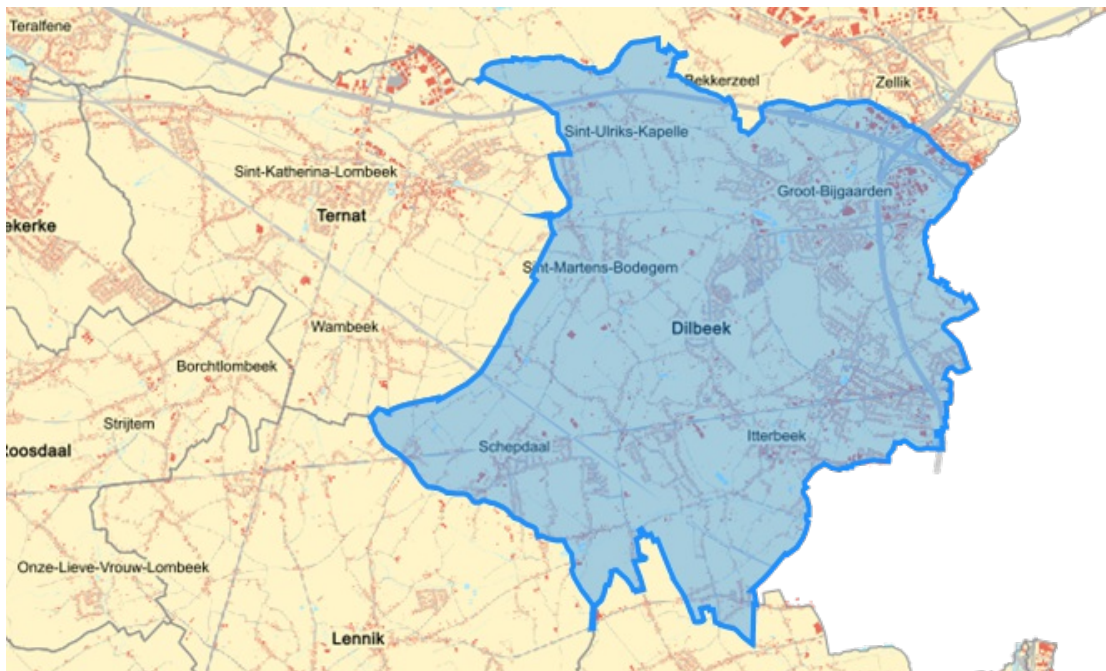 Teralfene
Bekkerzeel
Zellik
Sint-Ulriks-Kapelle
Sint-Katherina-Lombeek
Groot-Bijgaarden
Ternat
ekerke
Sint-Martens-Bodegem
Wambeek
Dilbeek
Borchtlombeek
Strijtem
Itterbeek
Roosdaal
Schepdaal
Onze-Lieve-Vrouw-Lombeek
Lennik